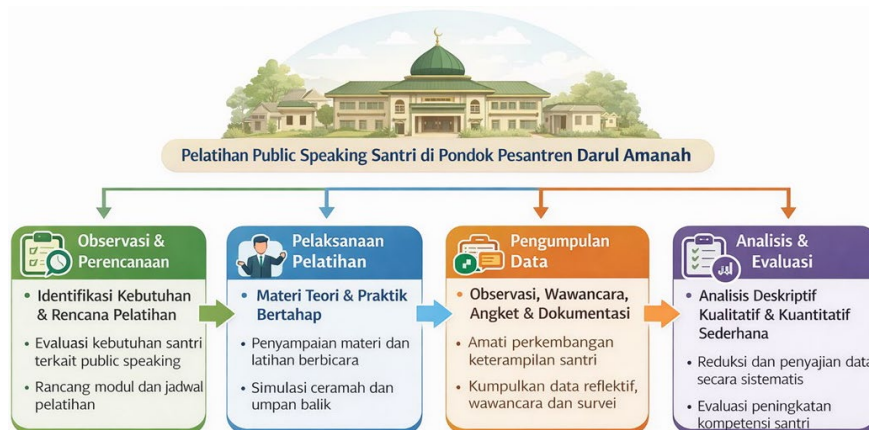 Pelatihan Public Speaking Santri di Pondok Pesantren Darul Amanah
Observasi &
Perencanaan
• Identifikasi Kebutuhan
& Rencana Pelatihan
• Evaluasi kebutuhan santri
terkait public speaking
• Rancang modul dan jadwal
pelatihan
Pelaksanaan
Pelatihan
• Materi Teori & Praktik
Bertahap
• Penyampaian materi dan
latihan berbicara
• Simulasi ceramah dan
umpan balik
Pengumpulan
Data
• Observasi, Wawancara,
Angket & Dokumentasi
• Amati perkembangan
keterampilan santri
• Kumpulkan data reflektif,
wawancara dan survei
Analisis &
Evaluasi
• Analisis Deskriptif
Kualitatif & Kuantitatif
Sederhana
• Reduksi dan penyajian data
secara sistematis
• Evaluasi peningkatan
kompetensi santri